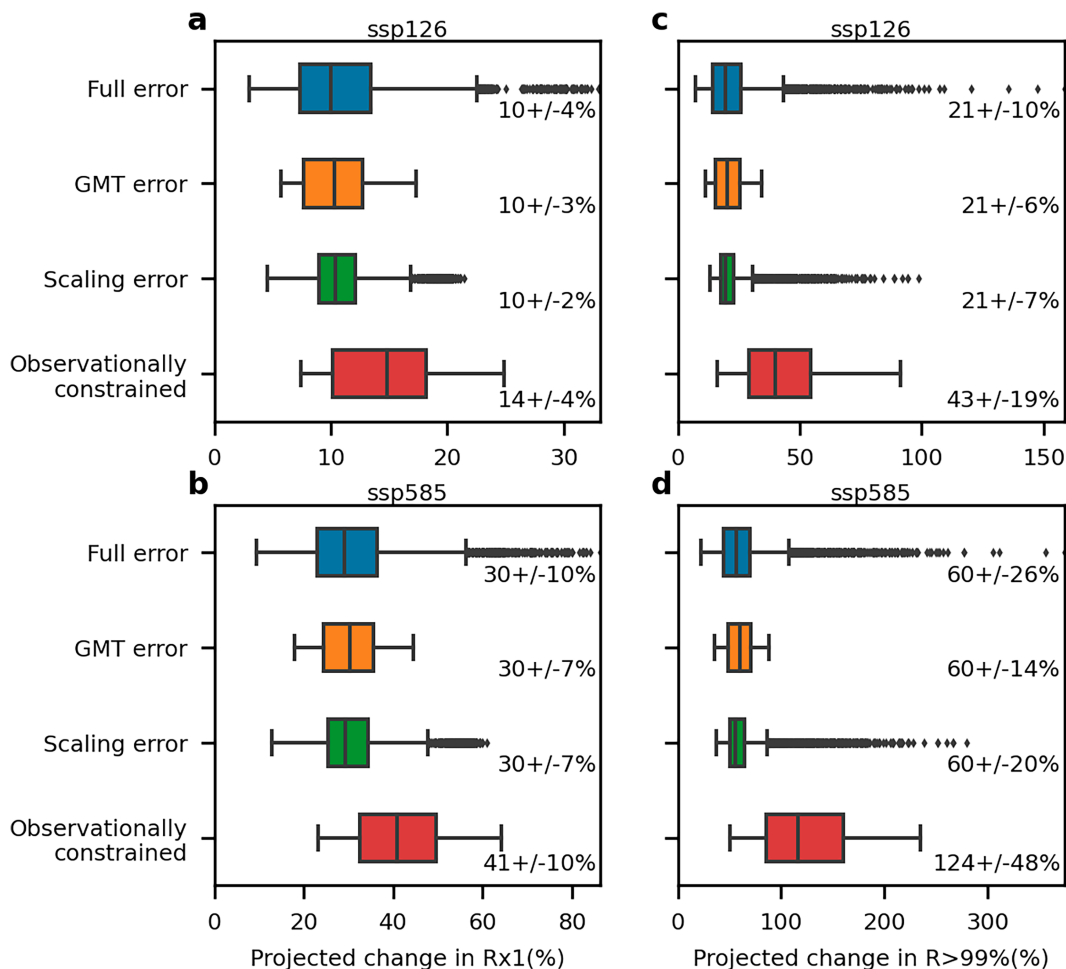 a
ssp126
Full error
10+/-4%
GMT error
10+/-3%
Scaling error
10+/-2%
Observationally
constrained
14+/-4%
0 10 20 30
c
ssp126
21+/-10%
21+/-6%
21+/-7%
43+/-19%
0 50 100 150
b
ssp585
Full error
30+/-10%
GMT error
30+/-7%
Scaling error
30+/-7%
Observationally
constrained
41+/-10%
0 20 40 60 80
Projected change in Rx1(%)
d
ssp585
60+/-26%
60+/-14%
60+/-20%
124+/-48%
0 100 200 300
Projected change in R>99%(%)